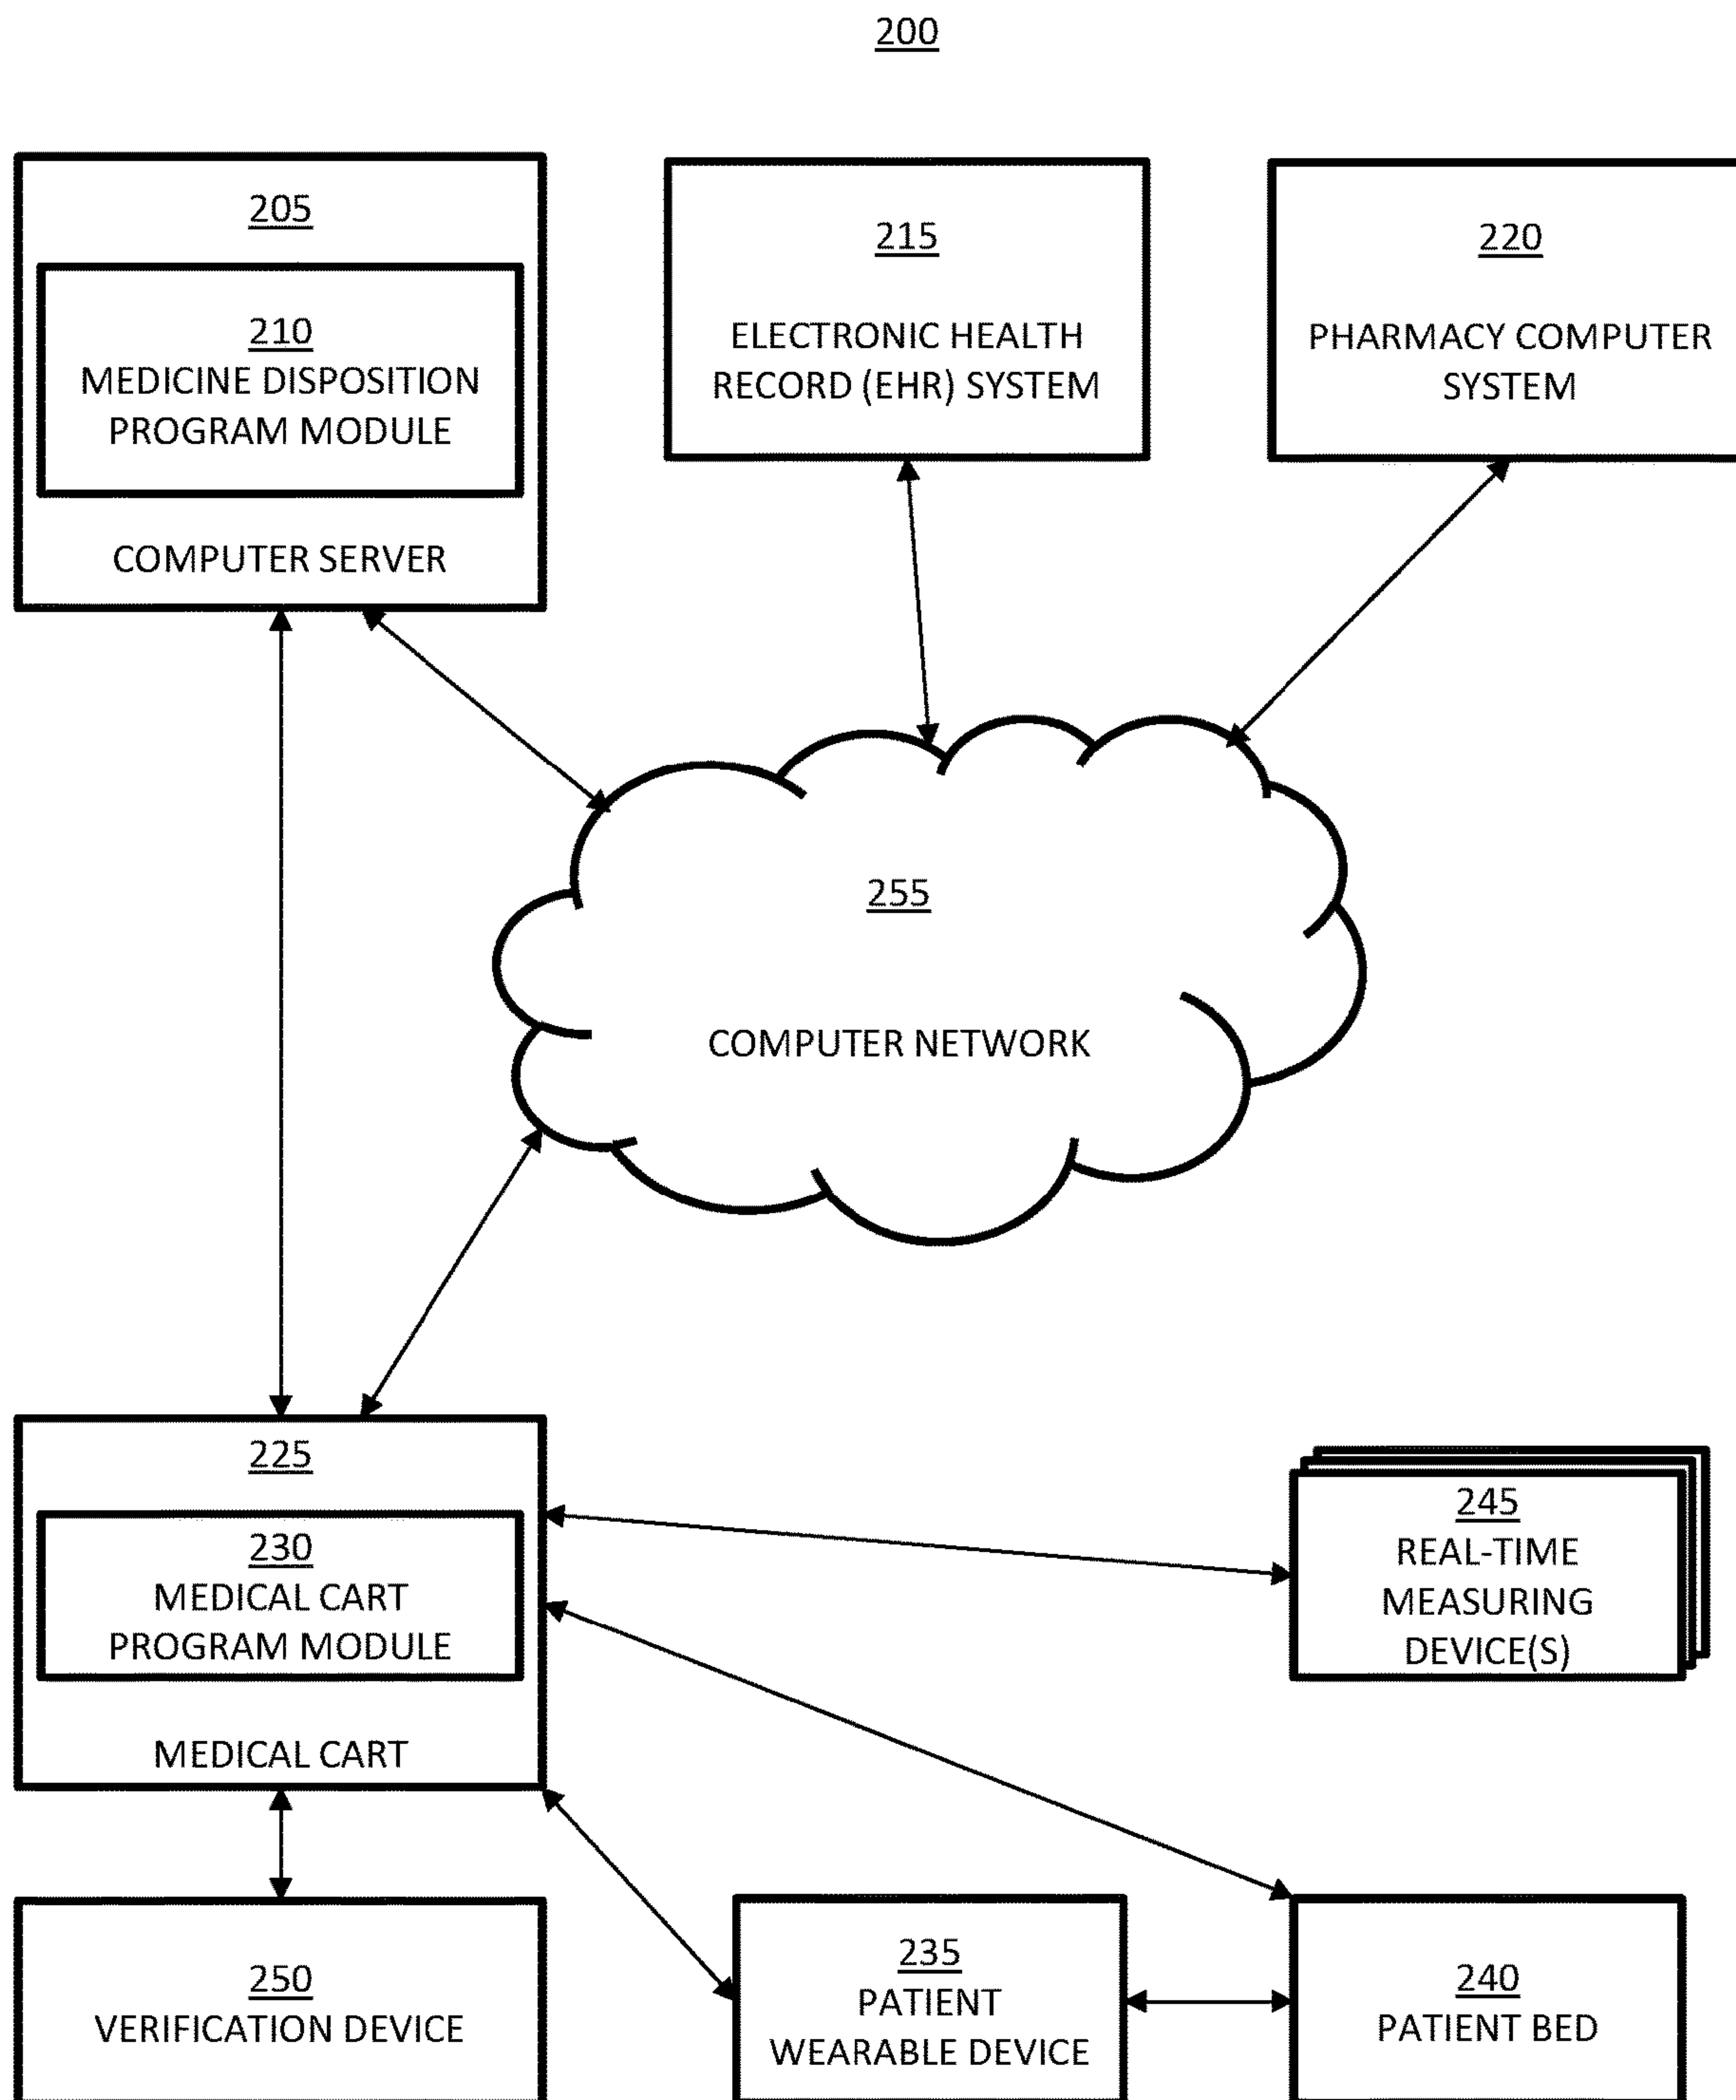 200
205
210
MEDICINE DISPOSITION
PROGRAM MODULE
COMPUTER SERVER
215
ELECTRONIC HEALTH
RECORD (EHR) SYSTEM
220
PHARMACY COMPUTER
SYSTEM
255
COMPUTER NETWORK
225
230
MEDICAL CART
PROGRAM MODULE
MEDICAL CART
245
REAL-TIME
MEASURING
DEVICE(S)
250
VERIFICATION DEVICE
235
PATIENT
WEARABLE DEVICE
240
PATIENT BED